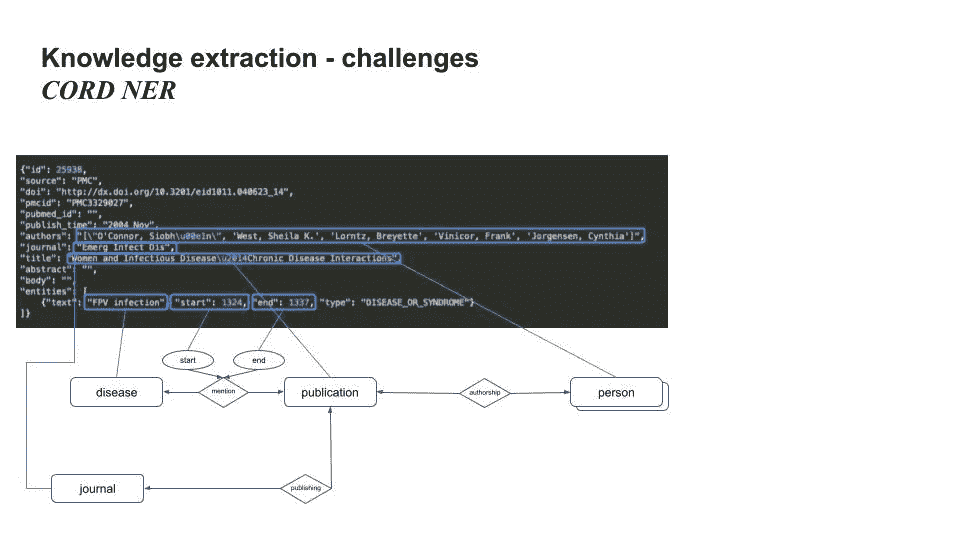 Knowledge extraction - challenges
CORD NER
{"id": 25938,
"source": "PMC",
"doi": "http://dx.doi.org/10.3201/eid1011.040623_14",
"pmcid": "PMC3329027",
"pubmed_id": "",
"publish_time": "2004 Nov",
"authors": "[\"O'Connor, Siobh\u00e1n\", 'West, Sheila K.', 'Lorntz, Breyette', 'Vinicor, Frank', 'Jorgensen, Cynthia']",
"journal": "Emerg Infect Dis",
"title": "Women and Infectious Disease\u2014Chronic Disease Interactions",
"abstract": "",
"body": "",
"entities": [
{"text": "FPV infection", "start": 1324, "end": 1337, "type": "DISEASE_OR_SYNDROME"}
]}
start end
disease mention publication authorship person
journal publishing